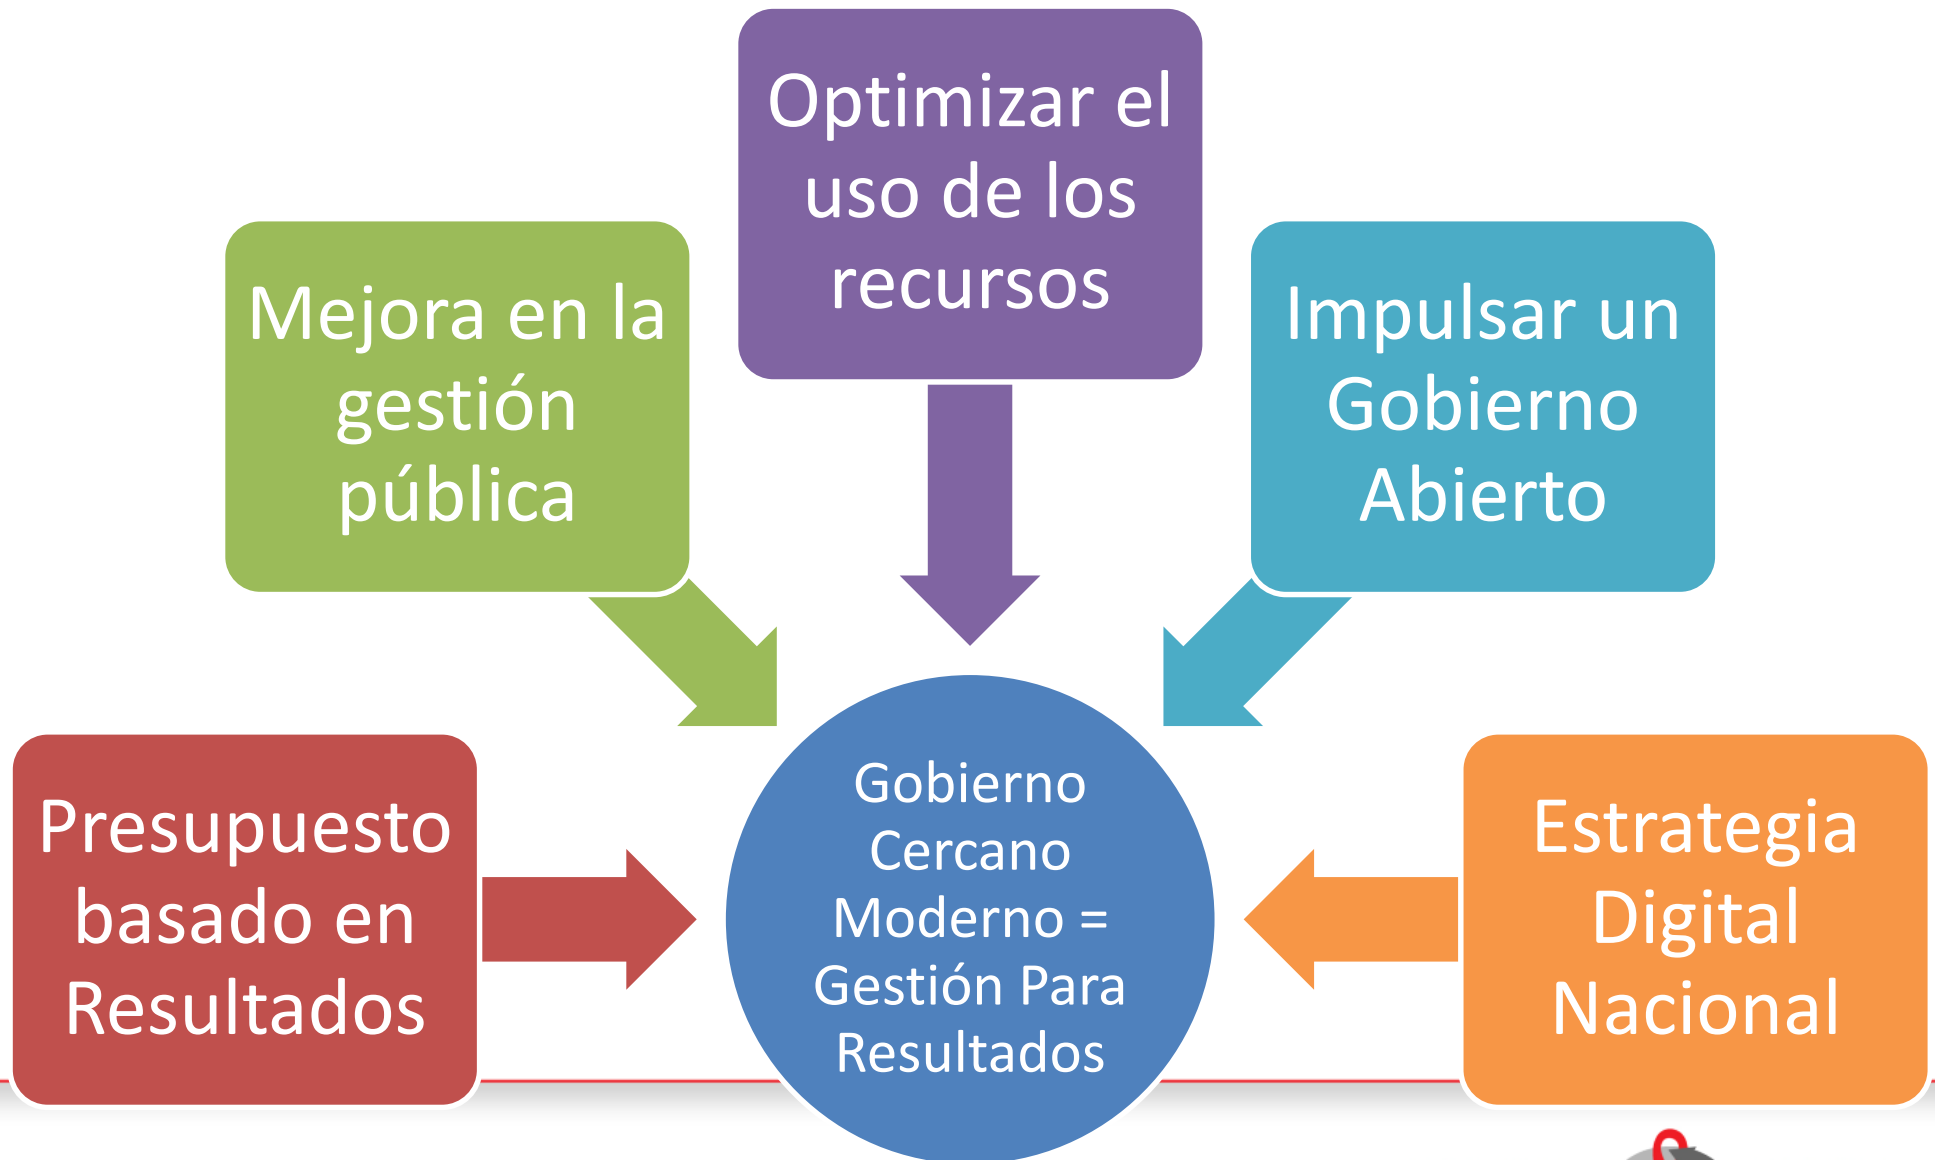 Optimizar el
uso de los
recursos
Mejora en la
gestión
pública
Impulsar un
Gobierno
Abierto
Presupuesto
basado en
Resultados
Gobierno
Cercano
Moderno =
Gestión Para
Resultados
Estrategia
Digital
Nacional